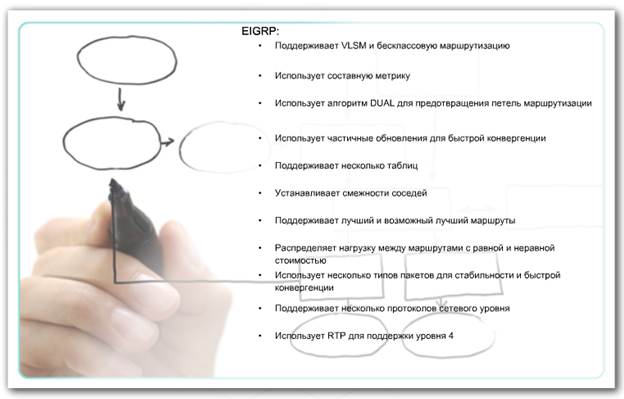 EIGRP:
• Поддерживает VLSM и бесклассовую маршрутизацию
• Использует составную метрику
• Использует алгоритм DUAL для предотвращения петель маршрутизации
• Использует частичные обновления для быстрой конвергенции
• Поддерживает несколько таблиц
• Устанавливает смежности соседей
• Поддерживает лучший и возможный лучший маршруты
• Распределяет нагрузку между маршрутами с равной и неравной
стоимостью
• Использует несколько типов пакетов для стабильности и быстрой
конвергенции
• Поддерживает несколько протоколов сетевого уровня
• Использует RTP для поддержки уровня 4